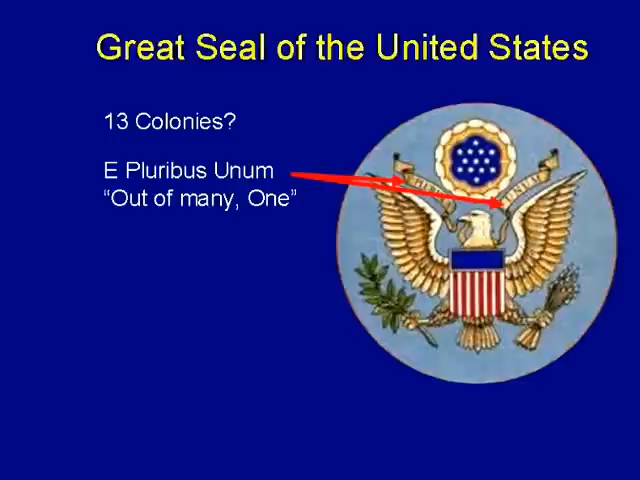 Great Seal of the United States
13 Colonies?
E Pluribus Unum
“Out of many, One”